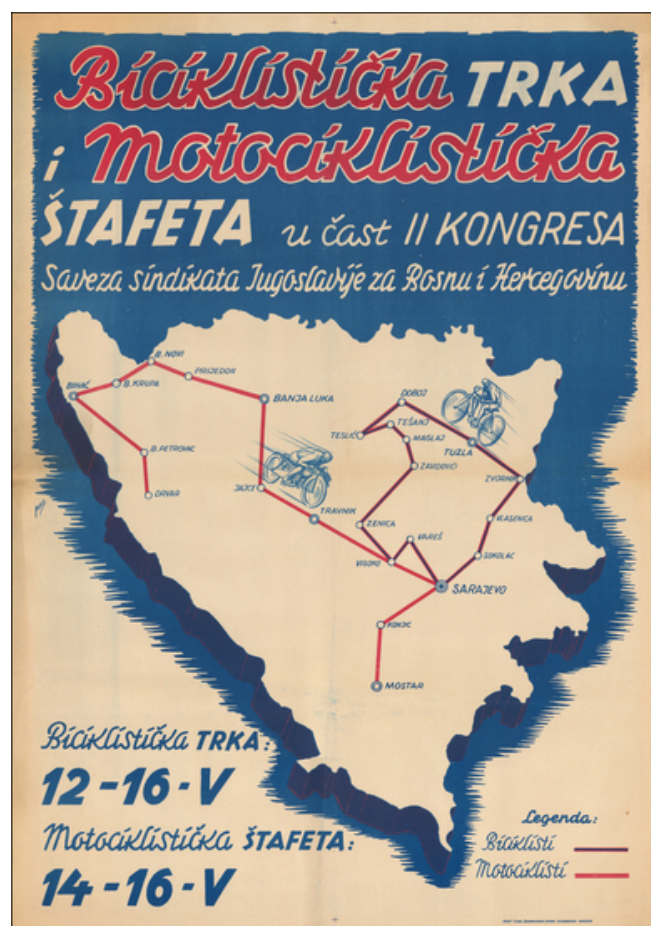 Biciklistička TRKA
i Motociklistička
ŠTAFETA u čast II KONGRESA
Saveza sindikata Jugoslavije za Bosnu i Hercegovinu
B. NOVI
PRIJEDOR
BIHAĆ
B. KRUPA
BANJA LUKA
DOBOJ
TEŠANJ
TESLIĆ
MAGLAJ
TUZLA
B. PETROVAC
ZAVIDOVIĆI
ZVORNIK
DRVAR
JAJCE
TRAVNIK
ZENICA
VLASENICA
VAREŠ
VISOKO
SOKOLAC
SARAJEVO
KONJIC
MOSTAR
Biciklistička TRKA:
12-16-V
Motociklistička ŠTAFETA:
14-16-V
Legenda:
Biciklisti
Motociklisti